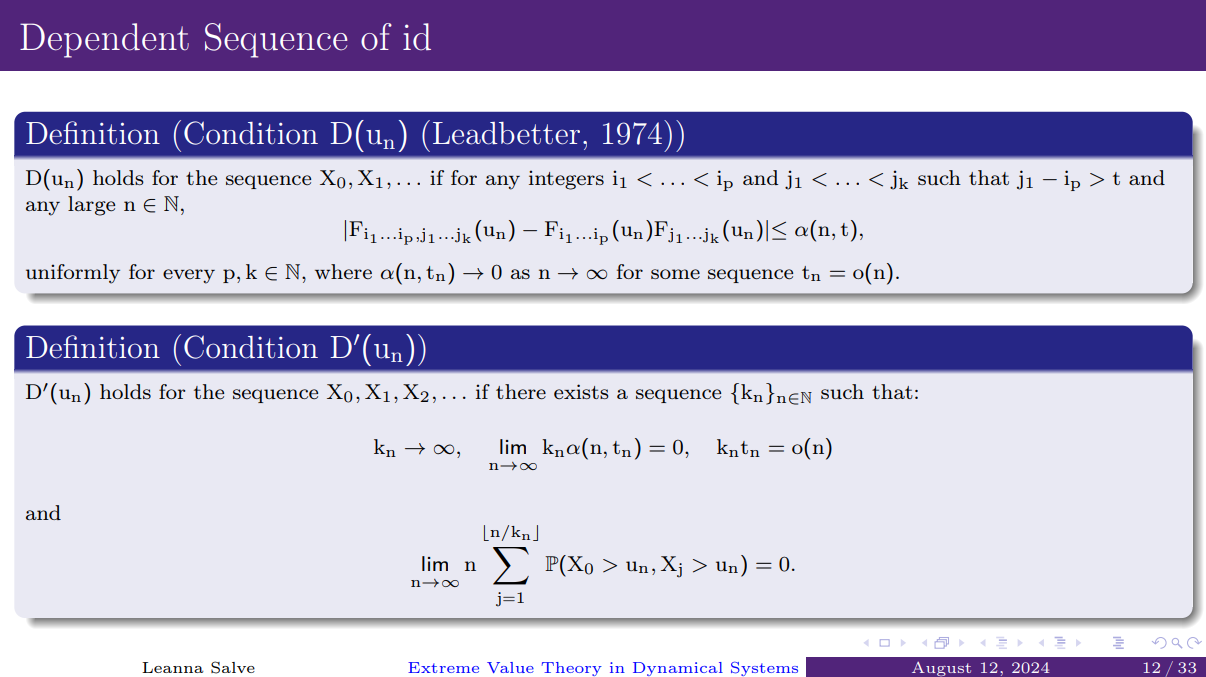 Dependent Sequence of id
Definition (Condition D(uₙ) (Leadbetter, 1974))
D(uₙ) holds for the sequence X₀, X₁, . . . if for any integers i₁ < . . . < iₚ and j₁ < . . . < jₖ such that j₁ − iₚ > t and
any large n ∈ ℕ,
|F_{i₁...iₚ,j₁...jₖ}(uₙ) − F_{i₁...iₚ}(uₙ)F_{j₁...jₖ}(uₙ)|≤ α(n, t),
uniformly for every p, k ∈ ℕ, where α(n, tₙ) → 0 as n → ∞ for some sequence tₙ = o(n).
Definition (Condition D′(uₙ))
D′(uₙ) holds for the sequence X₀, X₁, X₂, . . . if there exists a sequence {kₙ}_{n∈ℕ} such that:
kₙ → ∞, lim_{n→∞} kₙα(n, tₙ) = 0, kₙtₙ = o(n)
and
lim_{n→∞} n ∑_{j=1}^{⌊n/kₙ⌋} ℙ(X₀ > uₙ, Xⱼ > uₙ) = 0.
Leanna Salve Extreme Value Theory in Dynamical Systems August 12, 2024 12 / 33